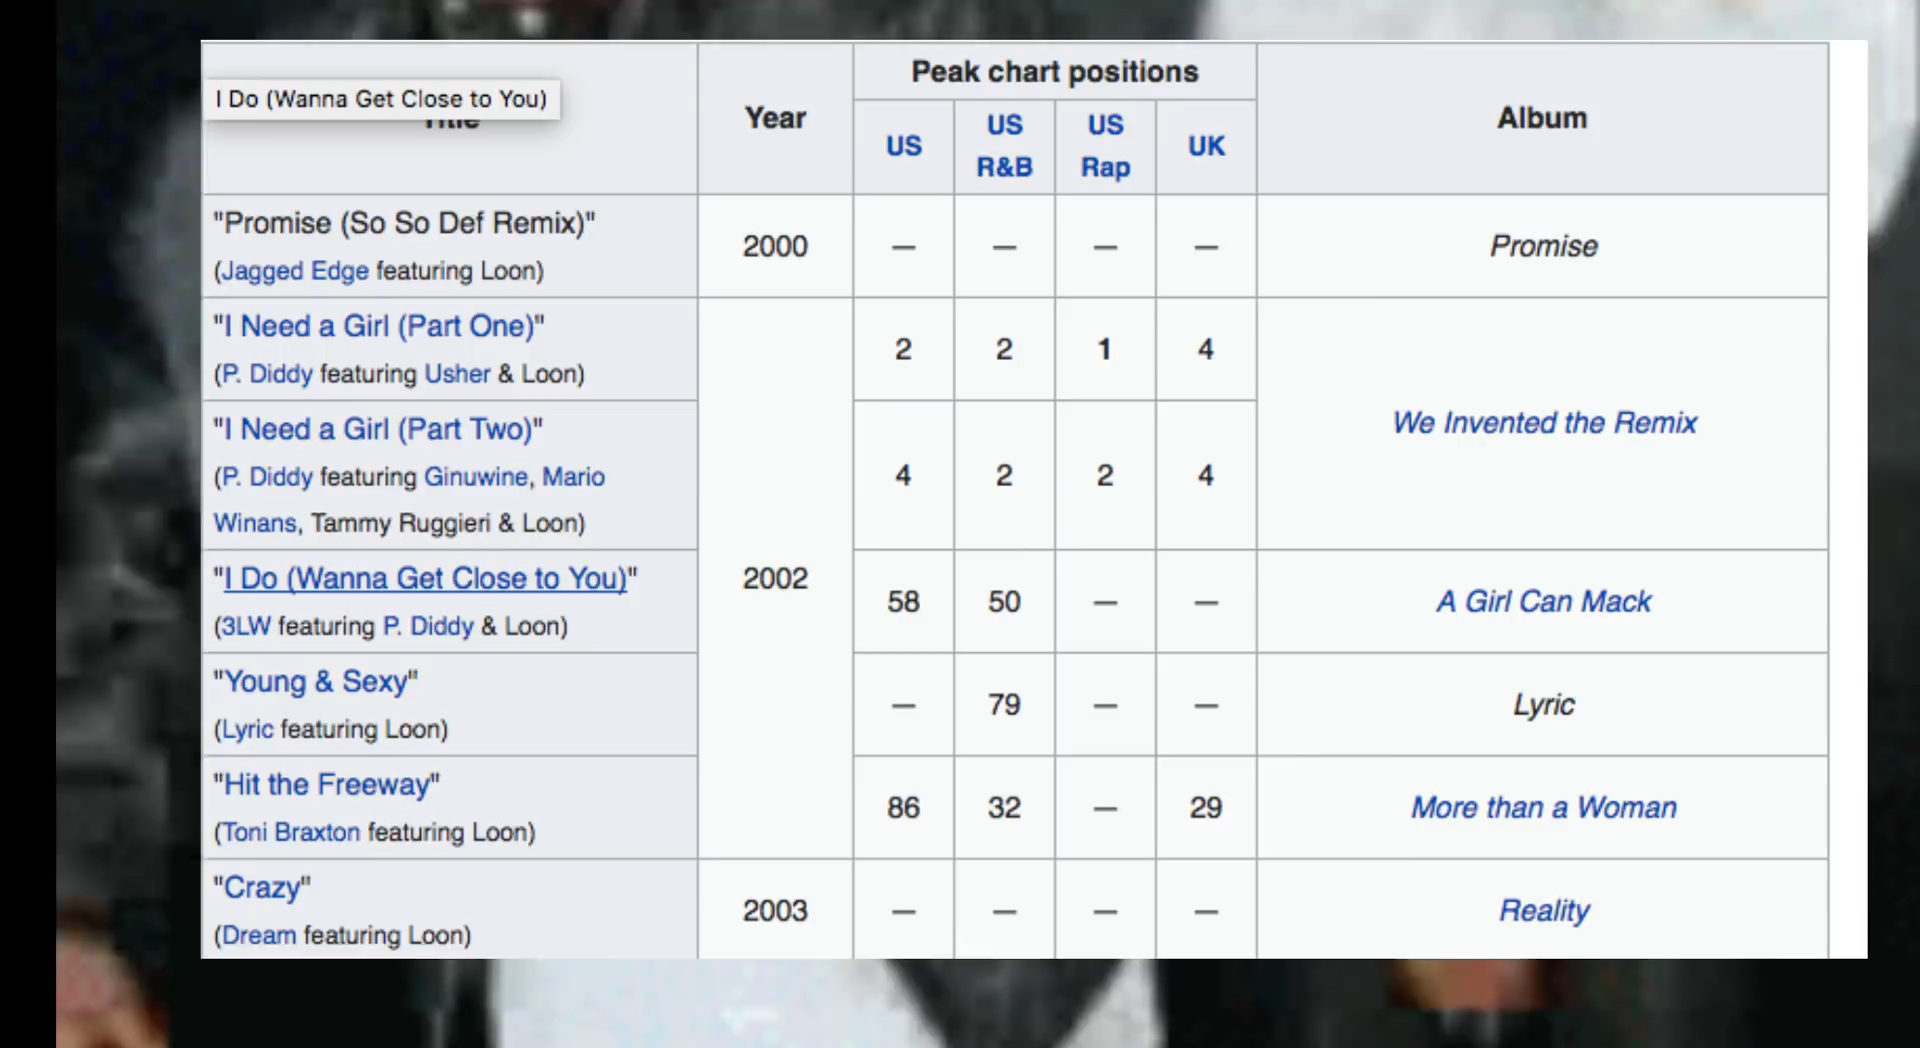 I Do (Wanna Get Close to You)
Title
Year
Peak chart positions
Album
US
US R&B
US Rap
UK
"Promise (So So Def Remix)"
(Jagged Edge featuring Loon)
2000
—
—
—
—
Promise
"I Need a Girl (Part One)"
(P. Diddy featuring Usher & Loon)
2002
2
2
1
4
We Invented the Remix
"I Need a Girl (Part Two)"
(P. Diddy featuring Ginuwine, Mario
Winans, Tammy Ruggieri & Loon)
4
2
2
4
"I Do (Wanna Get Close to You)"
(3LW featuring P. Diddy & Loon)
58
50
—
—
A Girl Can Mack
"Young & Sexy"
(Lyric featuring Loon)
—
79
—
—
Lyric
"Hit the Freeway"
(Toni Braxton featuring Loon)
86
32
—
29
More than a Woman
"Crazy"
(Dream featuring Loon)
2003
—
—
—
—
Reality